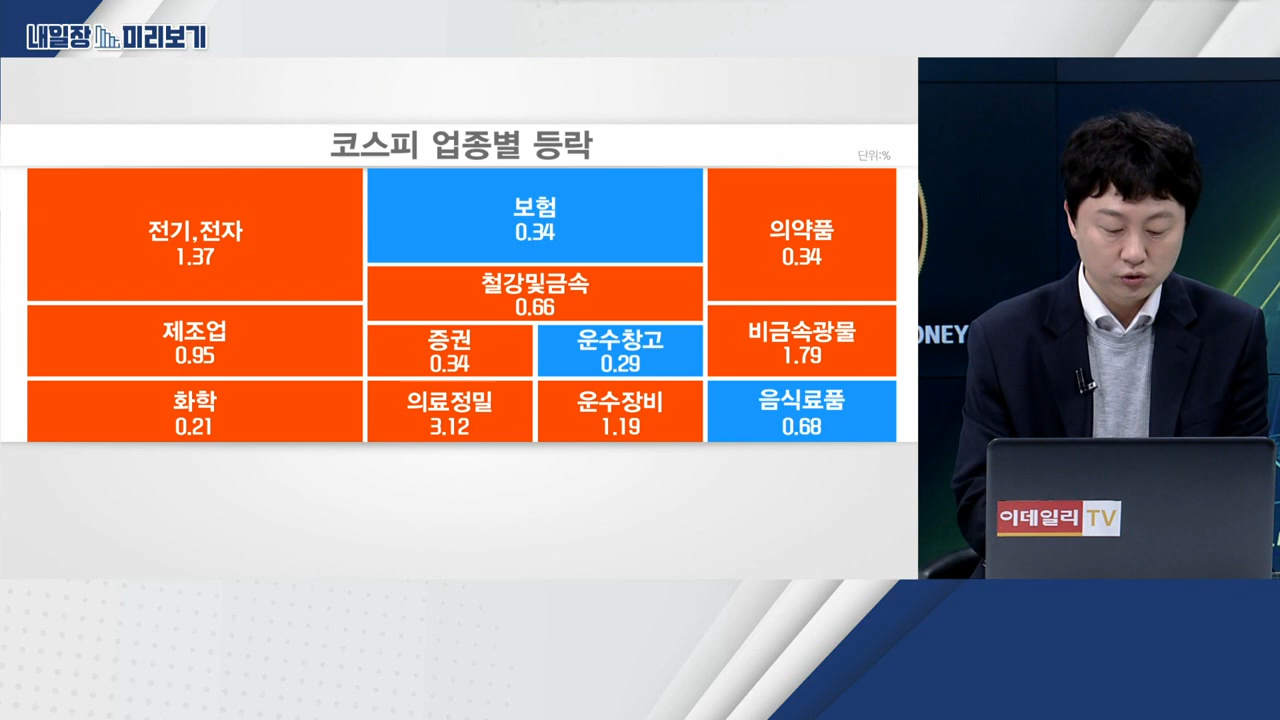 내일장 미리보기
코스피 업종별 등락
단위:%
전기,전자
1.37
보험
0.34
의약품
0.34
철강및금속
0.66
제조업
0.95
증권
0.34
운수창고
0.29
비금속광물
1.79
화학
0.21
의료정밀
3.12
운수장비
1.19
음식료품
0.68
ONEY
이데일리 TV